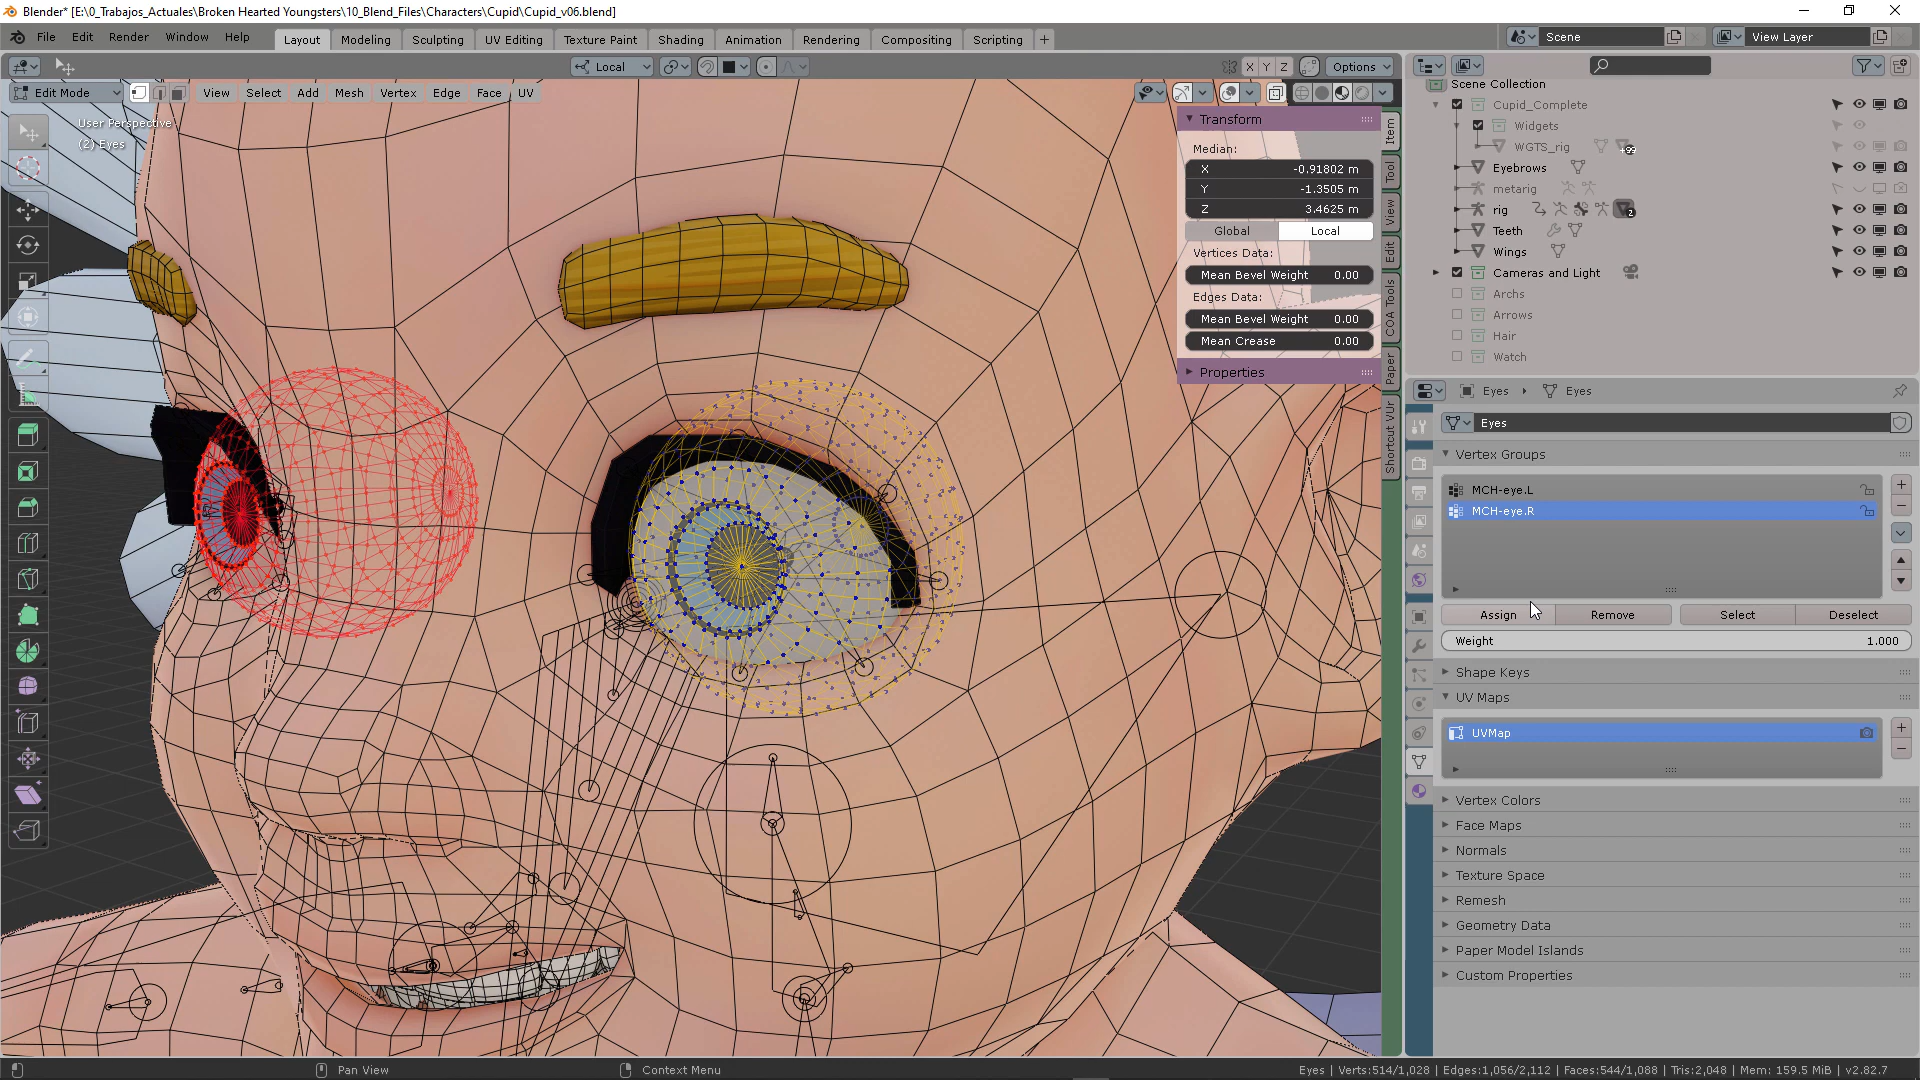 Blender* [E:\0_Trabajos_Actuales\Broken Hearted Youngsters\10_Blend_Files\Characters\Cupid\Cupid_v06.blend]
File Edit Render Window Help Layout Modeling Sculpting UV Editing Texture Paint Shading Animation Rendering Compositing Scripting + Scene View Layer
Local X Y Z Options
Edit Mode View Select Add Mesh Vertex Edge Face UV
User Perspective
(2) Eyes
Transform
Median:
X -0.91802 m
Y -1.3505 m
Z 3.4625 m
Global Local
Vertices Data:
Mean Bevel Weight 0.00
Edges Data:
Mean Bevel Weight 0.00
Mean Crease 0.00
Properties
Item
Tool
View
Edit
COA Tools
Paper
Shortcut VUr
Scene Collection
Cupid_Complete
Widgets
WGTS_rig +99
Eyebrows
metarig
rig 2
Teeth
Wings
Cameras and Light
Archs
Arrows
Hair
Watch
Eyes Eyes
Eyes
Vertex Groups
MCH-eye.L
MCH-eye.R
Assign Remove Select Deselect
Weight 1.000
Shape Keys
UV Maps
UVMap
Vertex Colors
Face Maps
Normals
Texture Space
Remesh
Geometry Data
Paper Model Islands
Custom Properties
Pan View Context Menu Eyes | Verts:514/1,028 | Edges:1,056/2,112 | Faces:544/1,088 | Tris:2,048 | Mem: 159.5 MiB | v2.82.7